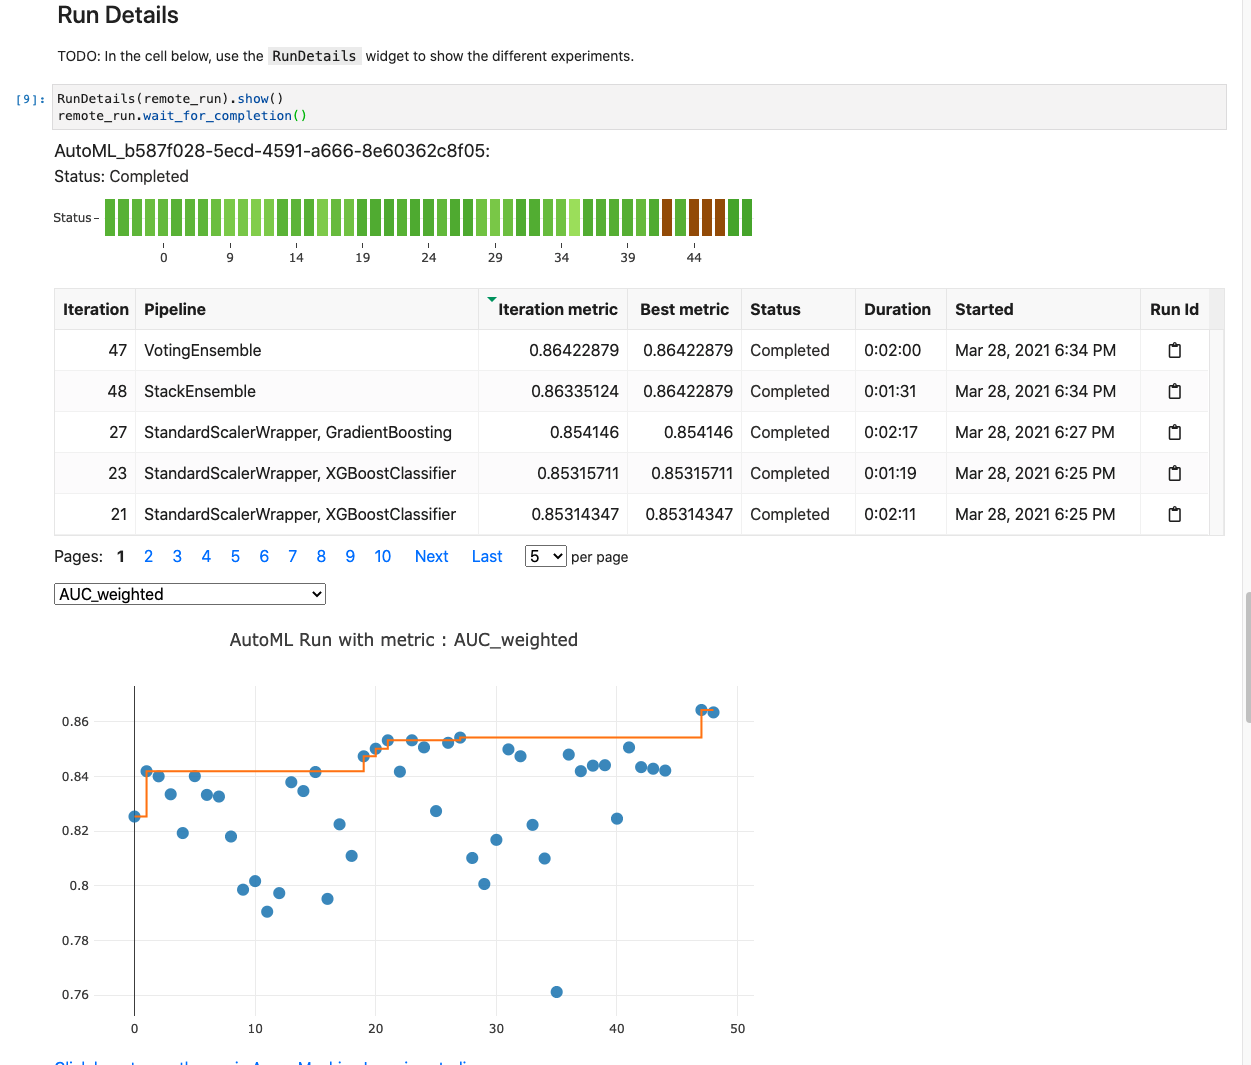 Run Details
TODO: In the cell below, use the RunDetails widget to show the different experiments.
[9]: RunDetails(remote_run).show()
remote_run.wait_for_completion()
AutoML_b587f028-5ecd-4591-a666-8e60362c8f05:
Status: Completed
Status
0 9 14 19 24 29 34 39 44
Iteration Pipeline Iteration metric Best metric Status Duration Started Run Id
47 VotingEnsemble 0.86422879 0.86422879 Completed 0:02:00 Mar 28, 2021 6:34 PM
48 StackEnsemble 0.86335124 0.86422879 Completed 0:01:31 Mar 28, 2021 6:34 PM
27 StandardScalerWrapper, GradientBoosting 0.854146 0.854146 Completed 0:02:17 Mar 28, 2021 6:27 PM
23 StandardScalerWrapper, XGBoostClassifier 0.85315711 0.85315711 Completed 0:01:19 Mar 28, 2021 6:25 PM
21 StandardScalerWrapper, XGBoostClassifier 0.85314347 0.85314347 Completed 0:02:11 Mar 28, 2021 6:25 PM
Pages: 1 2 3 4 5 6 7 8 9 10 Next Last 5 per page
AUC_weighted
AutoML Run with metric : AUC_weighted
0.86
0.84
0.82
0.8
0.78
0.76
0 10 20 30 40 50